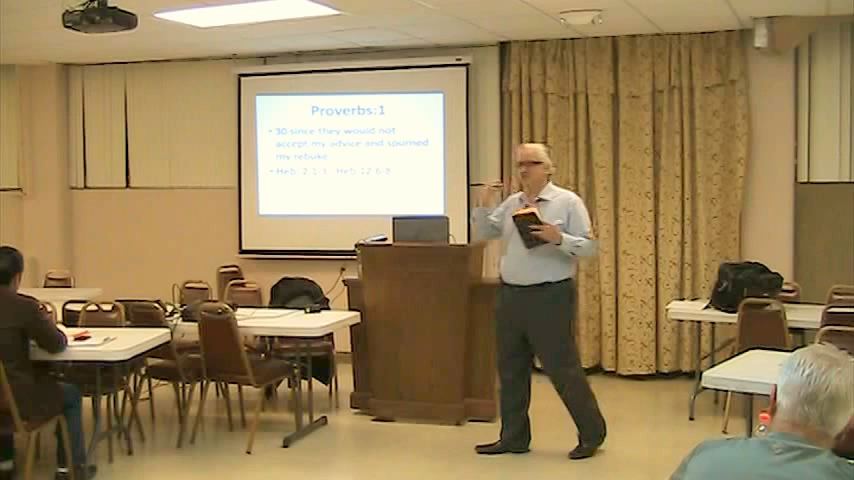 Proverbs:1
• 30 since they would not
accept my advice and spurned
my rebuke
• Heb. 2:1-3, Heb.12:6-8